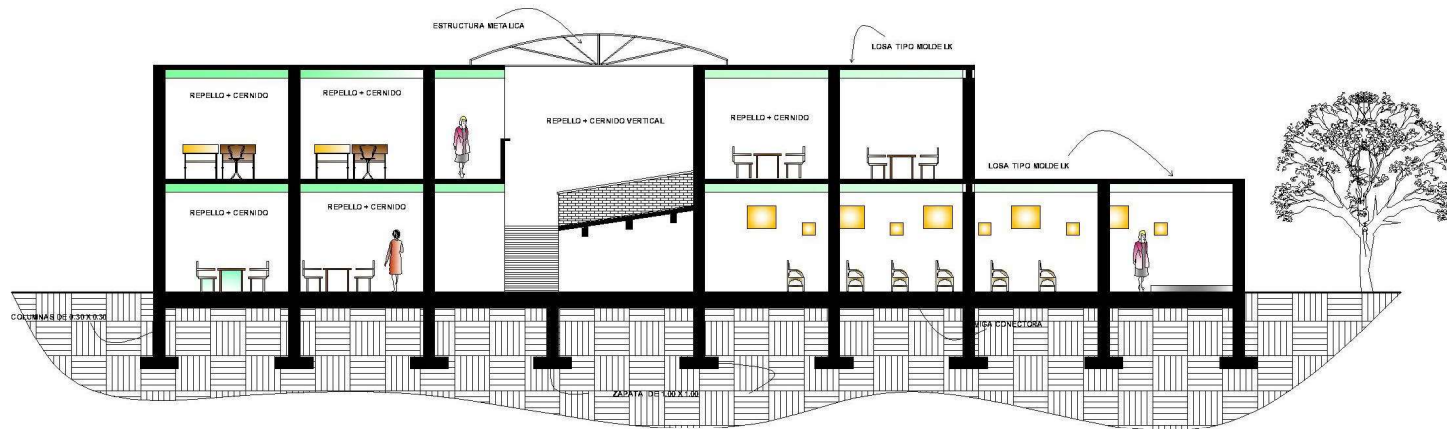 ESTRUCTURA METALICA
LOSA TIPO MOLDE LK
REPELLO + CERNIDO
REPELLO + CERNIDO
REPELLO + CERNIDO VERTICAL
REPELLO + CERNIDO
LOSA TIPO MOLDE LK
REPELLO + CERNIDO
REPELLO + CERNIDO
COLUMNAS DE 0.30 X 0.30
VIGA CONECTORA
ZAPATA DE 1.00 X 1.00